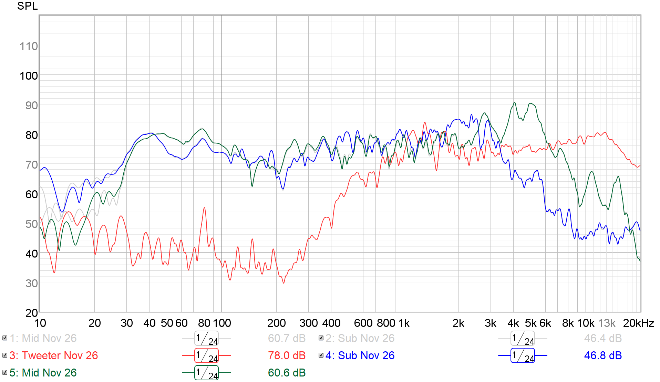 SPL
110
100
90
80
70
60
50
40
30
20
10 20 30 40 50 60 80 100 200 300 400 600 800 1k 2k 3k 4k 5k 6k 8k 10k 13k 20kHz
1: Mid Nov 26 1/24 60.7 dB 2: Sub Nov 26 1/24 46.4 dB
3: Tweeter Nov 26 1/24 78.0 dB 4: Sub Nov 26 1/24 46.8 dB
5: Mid Nov 26 1/24 60.6 dB